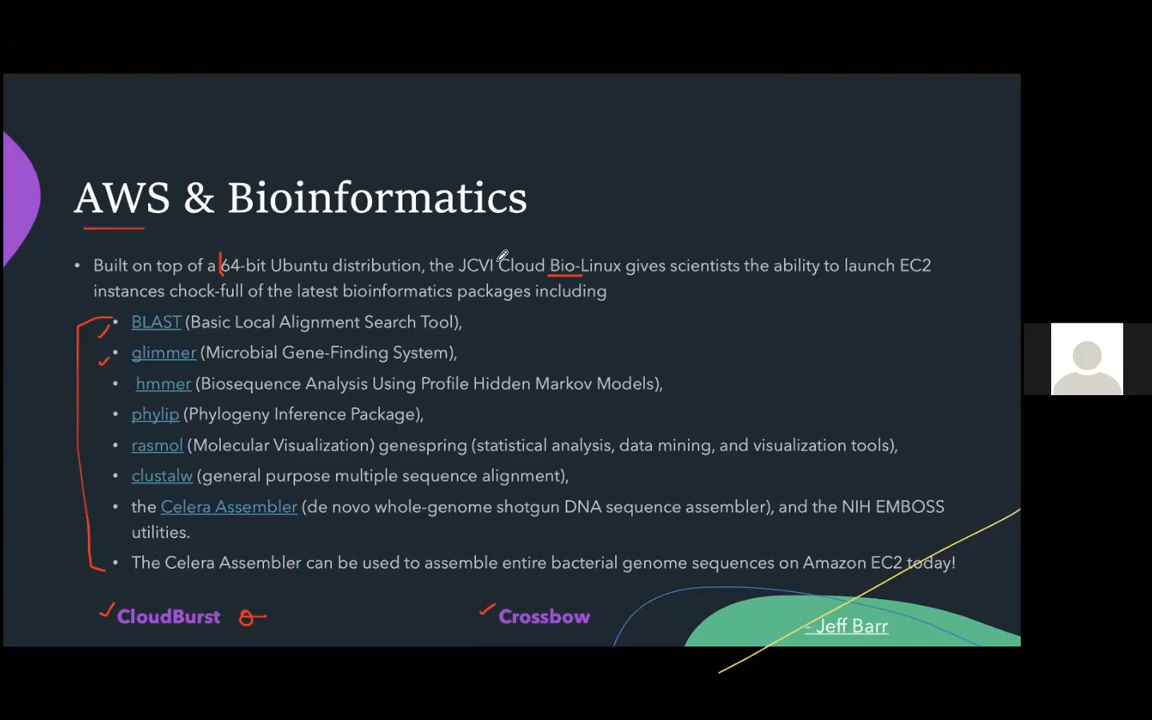 AWS & Bioinformatics
• Built on top of a 64-bit Ubuntu distribution, the JCVI Cloud Bio-Linux gives scientists the ability to launch EC2
instances chock-full of the latest bioinformatics packages including
• BLAST (Basic Local Alignment Search Tool),
• glimmer (Microbial Gene-Finding System),
• hmmer (Biosequence Analysis Using Profile Hidden Markov Models),
• phylip (Phylogeny Inference Package),
• rasmol (Molecular Visualization) genespring (statistical analysis, data mining, and visualization tools),
• clustalw (general purpose multiple sequence alignment),
• the Celera Assembler (de novo whole-genome shotgun DNA sequence assembler), and the NIH EMBOSS
utilities.
• The Celera Assembler can be used to assemble entire bacterial genome sequences on Amazon EC2 today!
CloudBurst Crossbow
- Jeff Barr